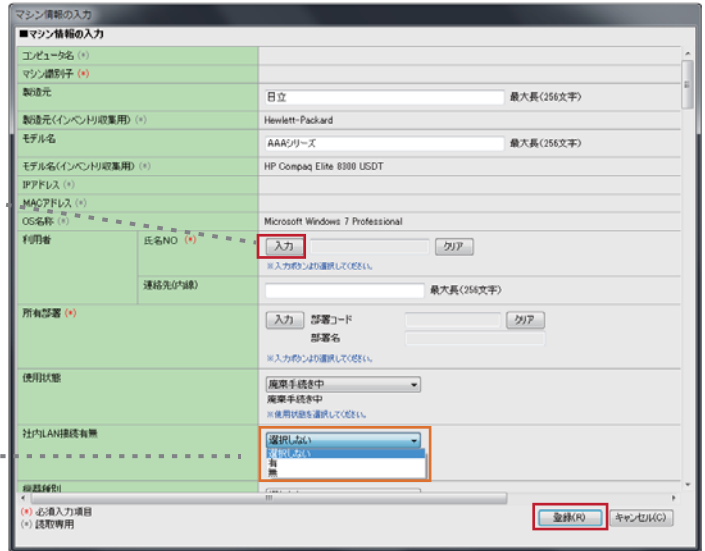 マシン情報の入力
■マシン情報の入力
コンピュータ名 (*)
マシン識別子 (*)
製造元 日立 最大長(256文字)
製造元(インベントリ収集用) (*) Hewlett-Packard
モデル名 AAAシリーズ 最大長(256文字)
モデル名(インベントリ収集用) (*) HP Compaq Elite 8300 USDT
IPアドレス (*)
MACアドレス (*)
OS名称 (*) Microsoft Windows 7 Professional
利用者 氏名NO (*) 入力 クリア
※入力ボタンより選択してください。
連絡先(内線) 最大長(256文字)
所有部署 (*) 入力 部署コード クリア
部署名
※入力ボタンより選択してください。
使用状態 廃棄手続き中
廃棄手続き中
※使用状態を選択してください。
社内LAN接続有無 選択しない
選択しない
有
無
機器種別
(*) 必須入力項目
(*) 読取専用
登録(R) キャンセル(C)